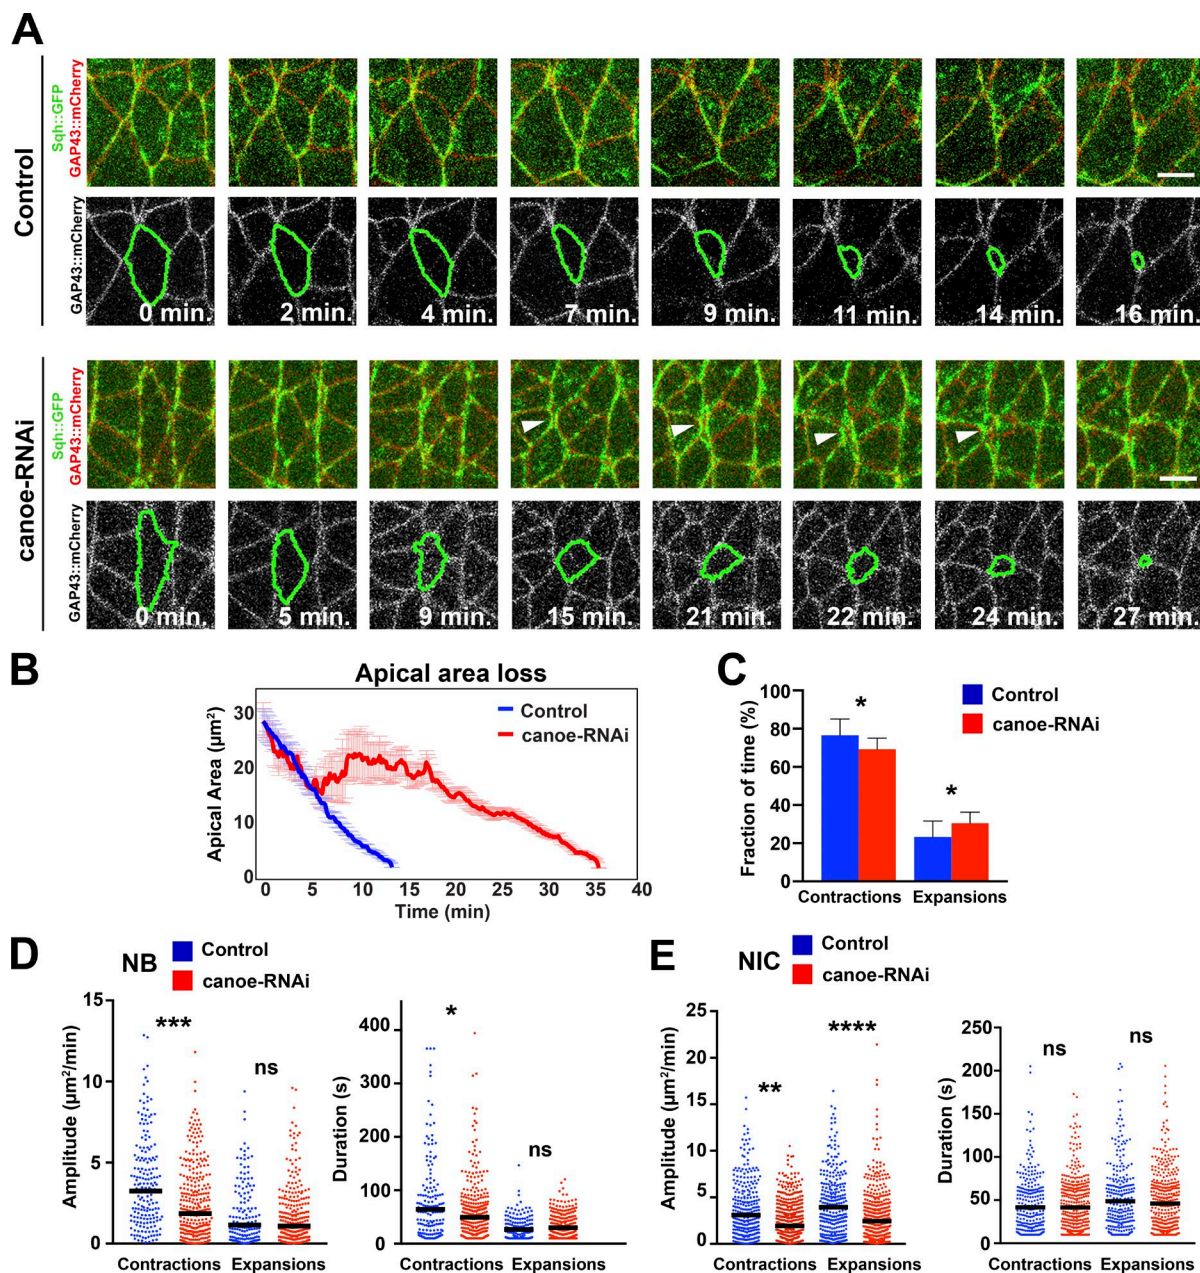 A
Control
Sqh::GFP
GAP43::mCherry
GAP43::mCherry
0 min.
2 min.
4 min.
7 min.
9 min.
11 min.
14 min.
16 min.
canoe-RNAi
Sqh::GFP
GAP43::mCherry
GAP43::mCherry
0 min.
5 min.
9 min.
15 min.
21 min.
22 min.
24 min.
27 min.
B
Apical area loss
Control
canoe-RNAi
Apical Area (µm²)
30
20
10
0
0 5 10 15 20 25 30 35 40
Time (min)
C
Control
canoe-RNAi
Fraction of time (%)
100
80
60
40
20
0
*
*
Contractions Expansions
D
NB
Control
canoe-RNAi
Amplitude (µm²/min)
15
10
5
0
***
ns
Contractions Expansions
Duration (s)
400
300
200
100
0
*
ns
Contractions Expansions
E
NIC
Control
canoe-RNAi
Amplitude (µm²/min)
25
20
15
10
5
0
**
****
Contractions Expansions
Duration (s)
250
200
150
100
50
0
ns
ns
Contractions Expansions